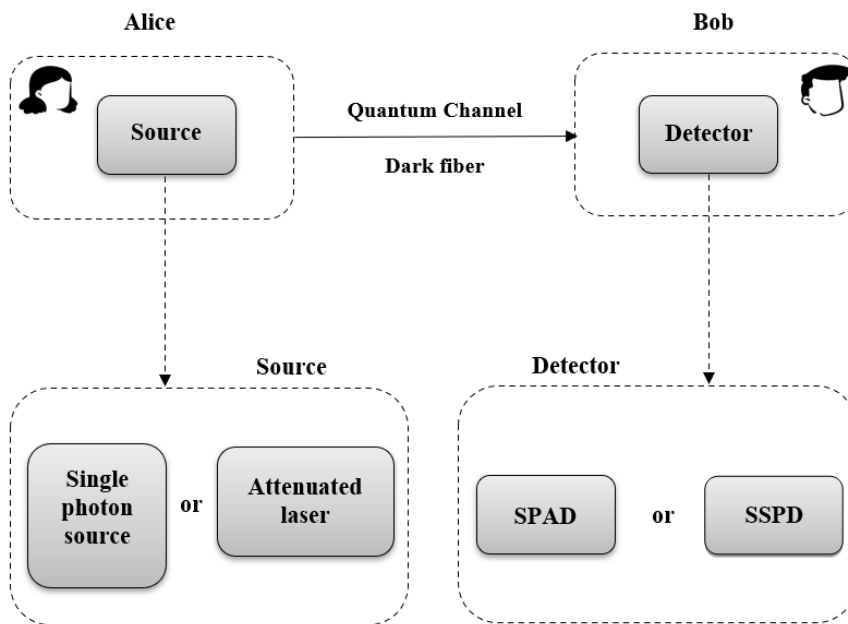 Alice
Bob
Source
Quantum Channel
Dark fiber
Detector
Source
Detector
Single
photon
source
or
Attenuated
laser
SPAD
or
SSPD